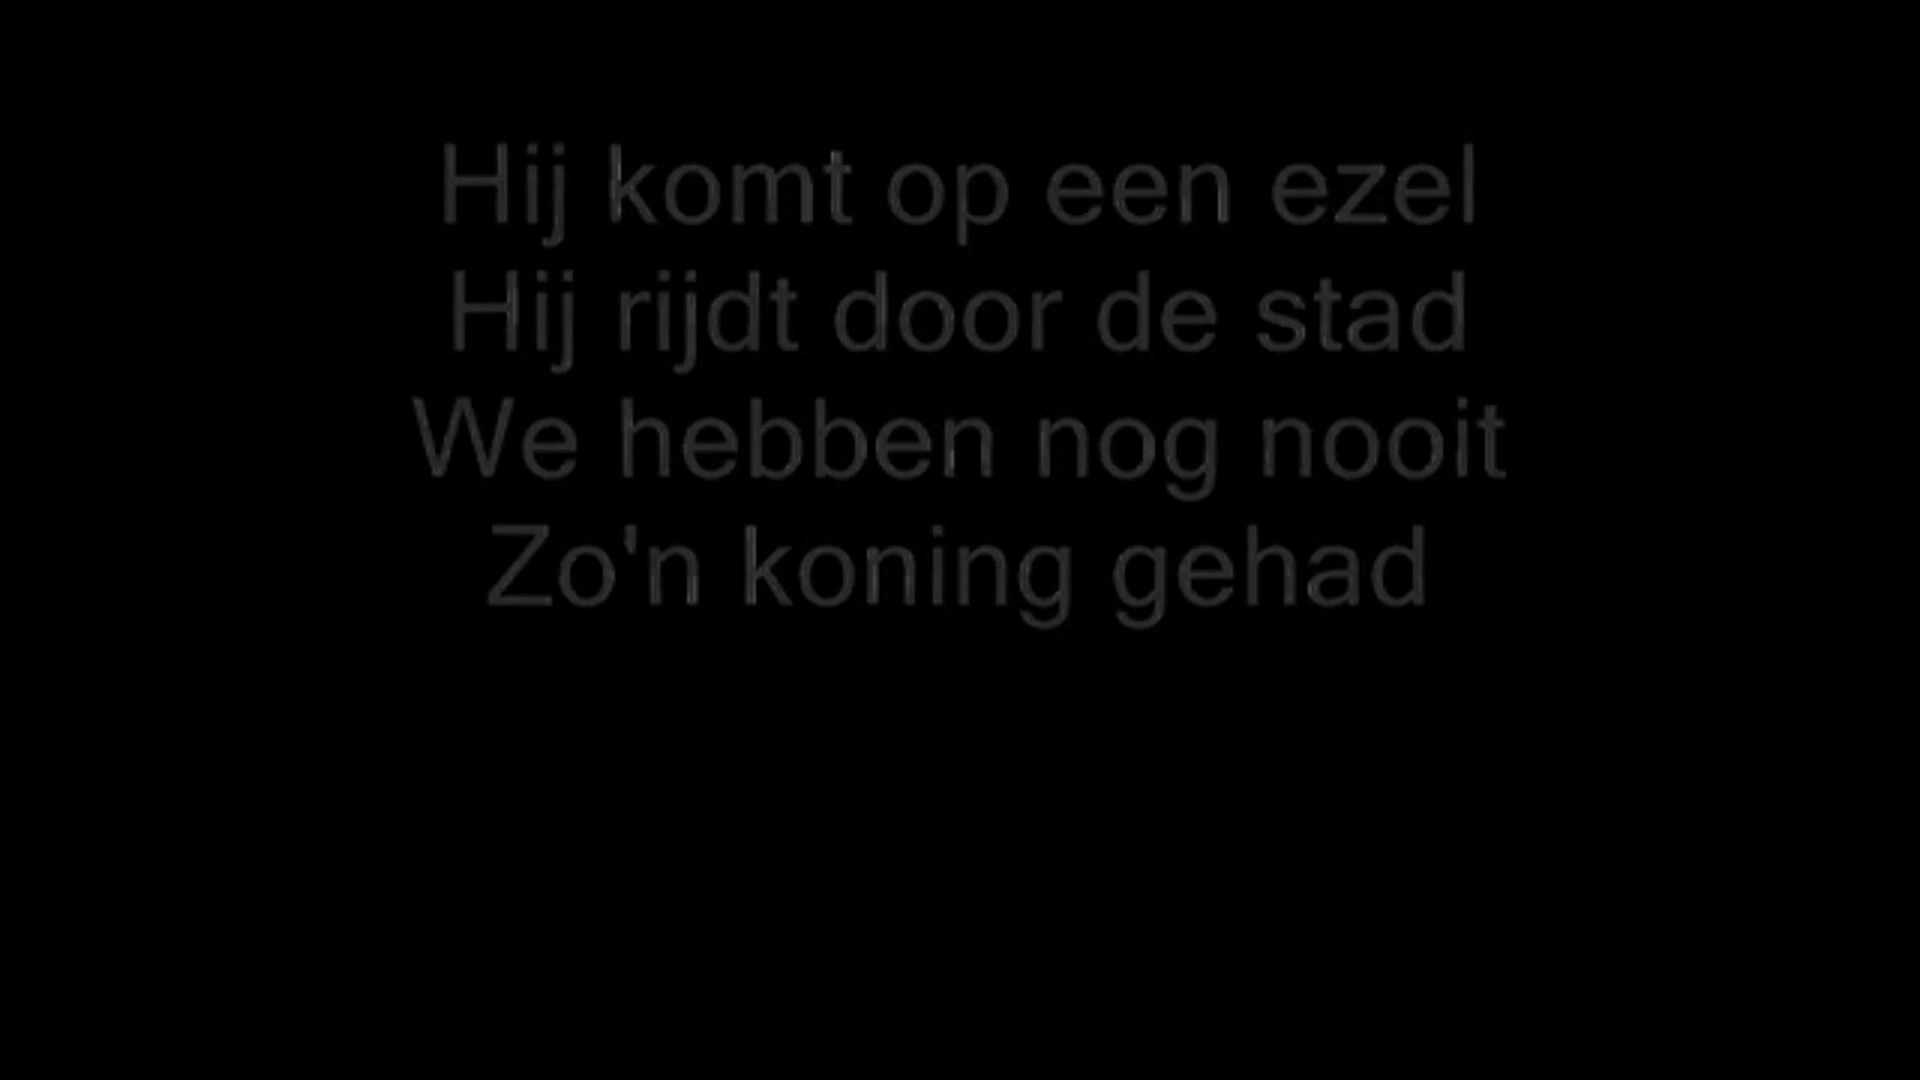 Hij komt op een ezel
Hij rijdt door de stad
We hebben nog nooit
Zo'n koning gehad